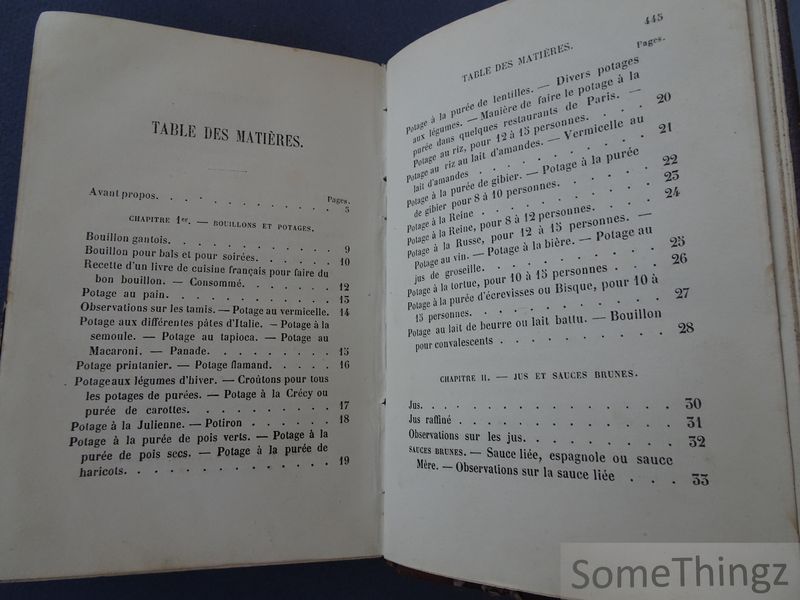 TABLE DES MATIÈRES.
Pages.
Avant propos. . . . . . . . . . . . 5
CHAPITRE 1er. — BOUILLONS ET POTAGES.
Bouillon gantois. . . . . . . . . . . 9
Bouillon pour bals et pour soirées. . . . . . 10
Recette d'un livre de cuisine français pour faire du
bon bouillon. — Consommé. . . . . . . 12
Potage au pain. . . . . . . . . . . 13
Observations sur les tamis. — Potage au vermicelle. 14
Potage aux différentes pâtes d'Italie. — Potage à la
semoule. — Potage au tapioca. — Potage au
Macaroni. — Panade. . . . . . . . . 15
Potage printanier. — Potage flamand. . . . . 16
Potage aux légumes d'hiver. — Croûtons pour tous
les potages de purées. — Potage à la Crécy ou
purée de carottes. . . . . . . . . . 17
Potage à la Julienne. — Potiron . . . . . . 18
Potage à la purée de pois verts. — Potage à la
purée de pois secs. — Potage à la purée de
haricots. . . . . . . . . . . . . 19
445
TABLE DES MATIÈRES.
Pages.
Potage à la purée de lentilles. — Divers potages
aux légumes. — Manière de faire le potage à la
purée dans quelques restaurants de Paris. —
Potage au riz, pour 12 à 15 personnes. . . . 20
Potage au riz au lait d'amandes. — Vermicelle au
lait d'amandes . . . . . . . . . . 21
Potage à la purée de gibier. — Potage à la purée
de gibier pour 8 à 10 personnes. . . . . . 22
Potage à la Reine . . . . . . . . . . 23
Potage à la Reine, pour 8 à 12 personnes. . . . 24
Potage à la Russe, pour 12 à 15 personnes. —
Potage au vin. — Potage à la bière. — Potage au
jus de groseille. . . . . . . . . . . 25
Potage à la tortue, pour 10 à 15 personnes . . . 26
Potage à la purée d'écrevisses ou Bisque, pour 10 à
15 personnes. . . . . . . . . . . . 27
Potage au lait de beurre ou lait battu. — Bouillon
pour convalescents . . . . . . . . . 28
CHAPITRE II. — JUS ET SAUCES BRUNES.
Jus. . . . . . . . . . . . . . . 30
Jus raffiné . . . . . . . . . . . . 31
Observations sur les jus. . . . . . . . . 32
SAUCES BRUNES. — Sauce liée, espagnole ou sauce
Mère. — Observations sur la sauce liée . . . 33
SomeThingz